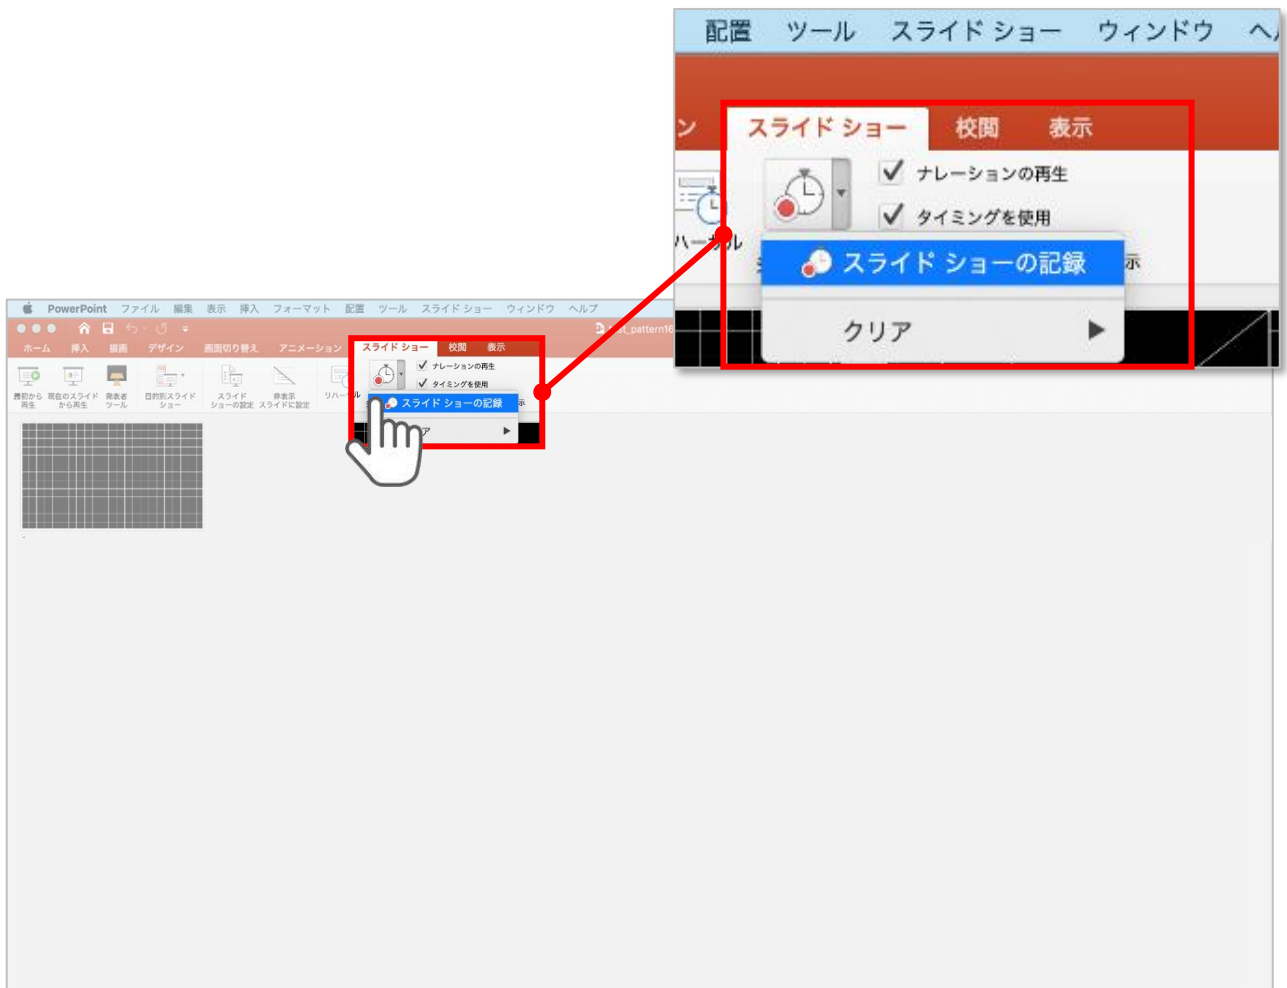 配置 ツール スライド ショー ウィンドウ
スライド ショー 校閲 表示
ナレーションの再生
タイミングを使用
スライド ショーの記録
クリア
PowerPoint ファイル 編集 表示 挿入 フォーマット 配置 ツール スライド ショー ウィンドウ ヘルプ
ホーム 挿入 描画 デザイン 画面切り替え アニメーション スライド ショー 校閲 表示
ナレーションの再生
タイミングを使用
最初から 再生
現在のスライド から再生
発表者 ツール
目的別スライド ショー
スライド ショーの設定
非表示 スライドに設定
スライド ショーの記録